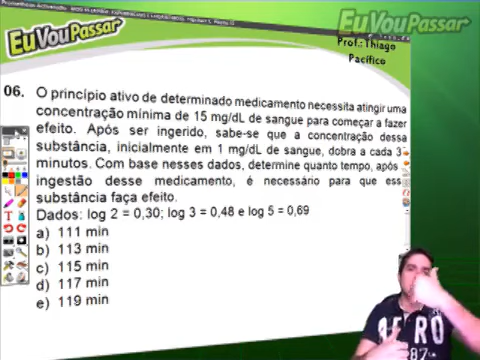 EuVouPassar
EuVouPassar
Prof.: Thiago
Pacífico
06. O princípio ativo de determinado medicamento necessita atingir uma
concentração mínima de 15 mg/dL de sangue para começar a fazer
efeito. Após ser ingerido, sabe-se que a concentração dessa
substância, inicialmente em 1 mg/dL de sangue, dobra a cada 3
minutos. Com base nesses dados, determine quanto tempo, após
ingestão desse medicamento, é necessário para que ess
substância faça efeito.
Dados: log 2 = 0,30; log 3 = 0,48 e log 5 = 0,69
a) 111 min
b) 113 min
c) 115 min
d) 117 min
e) 119 min
87